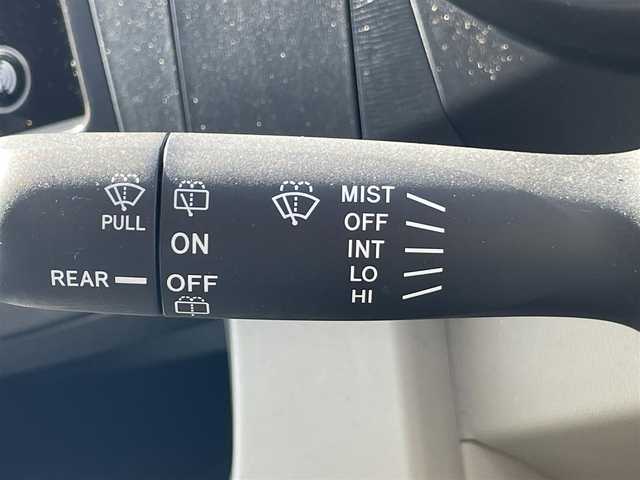 PULL
REAR
ON
OFF
MIST
OFF
INT
LO
HI